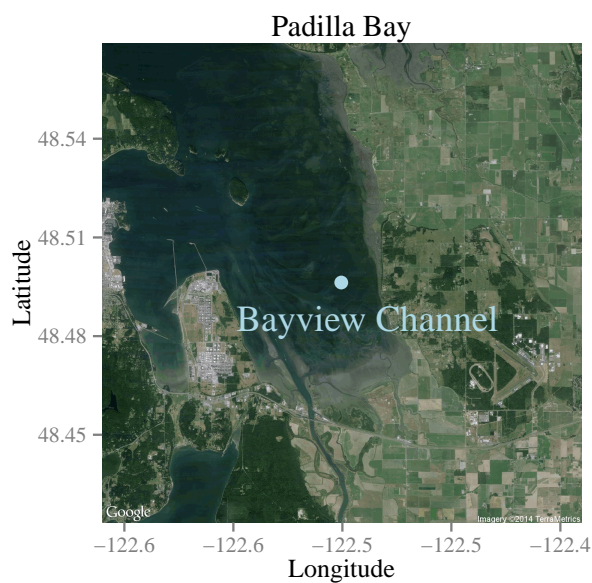 Padilla Bay
Latitude
48.54
48.51
48.48
48.45
Bayview Channel
Google
Imagery ©2014 TerraMetrics
−122.6
−122.6
−122.5
−122.5
−122.4
Longitude